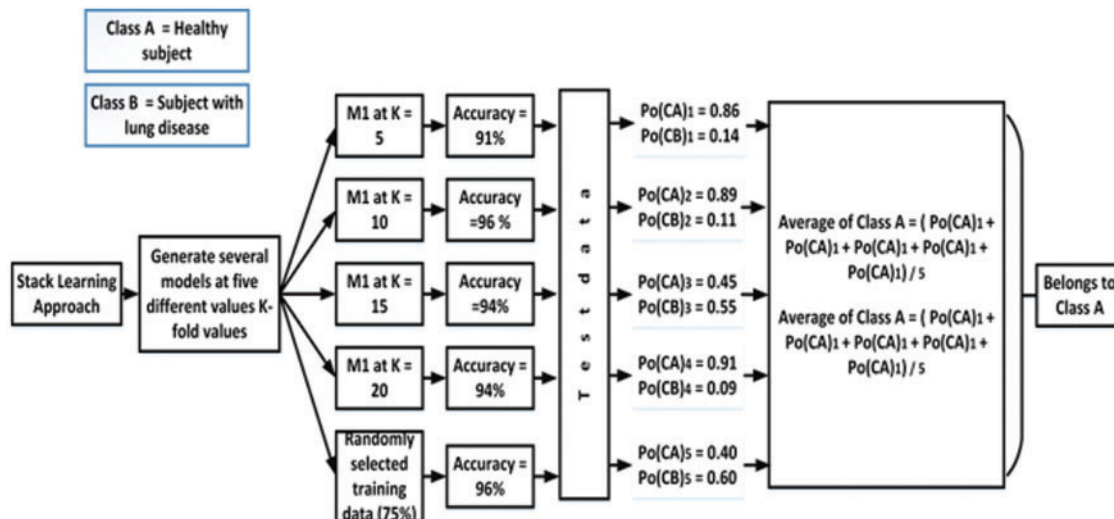 Class A = Healthy
subject
Class B = Subject with
lung disease
Stack Learning
Approach
Generate several
models at five
different values K-
fold values
M1 at K =
5
Accuracy =
91%
M1 at K =
10
Accuracy
=96 %
M1 at K =
15
Accuracy
=94%
M1 at K =
20
Accuracy =
94%
Randomly
selected
training
data (75%)
Accuracy =
96%
Test data
Po(CA)1 = 0.86
Po(CB)1 = 0.14
Po(CA)2 = 0.89
Po(CB)2 = 0.11
Po(CA)3 = 0.45
Po(CB)3 = 0.55
Po(CA)4 = 0.91
Po(CB)4 = 0.09
Po(CA)5 = 0.40
Po(CB)5 = 0.60
Average of Class A = ( Po(CA)1 +
Po(CA)1 + Po(CA)1 + Po(CA)1 +
Po(CA)1) / 5
Average of Class A = ( Po(CA)1 +
Po(CA)1 + Po(CA)1 + Po(CA)1 +
Po(CA)1) / 5
Belongs to
Class A